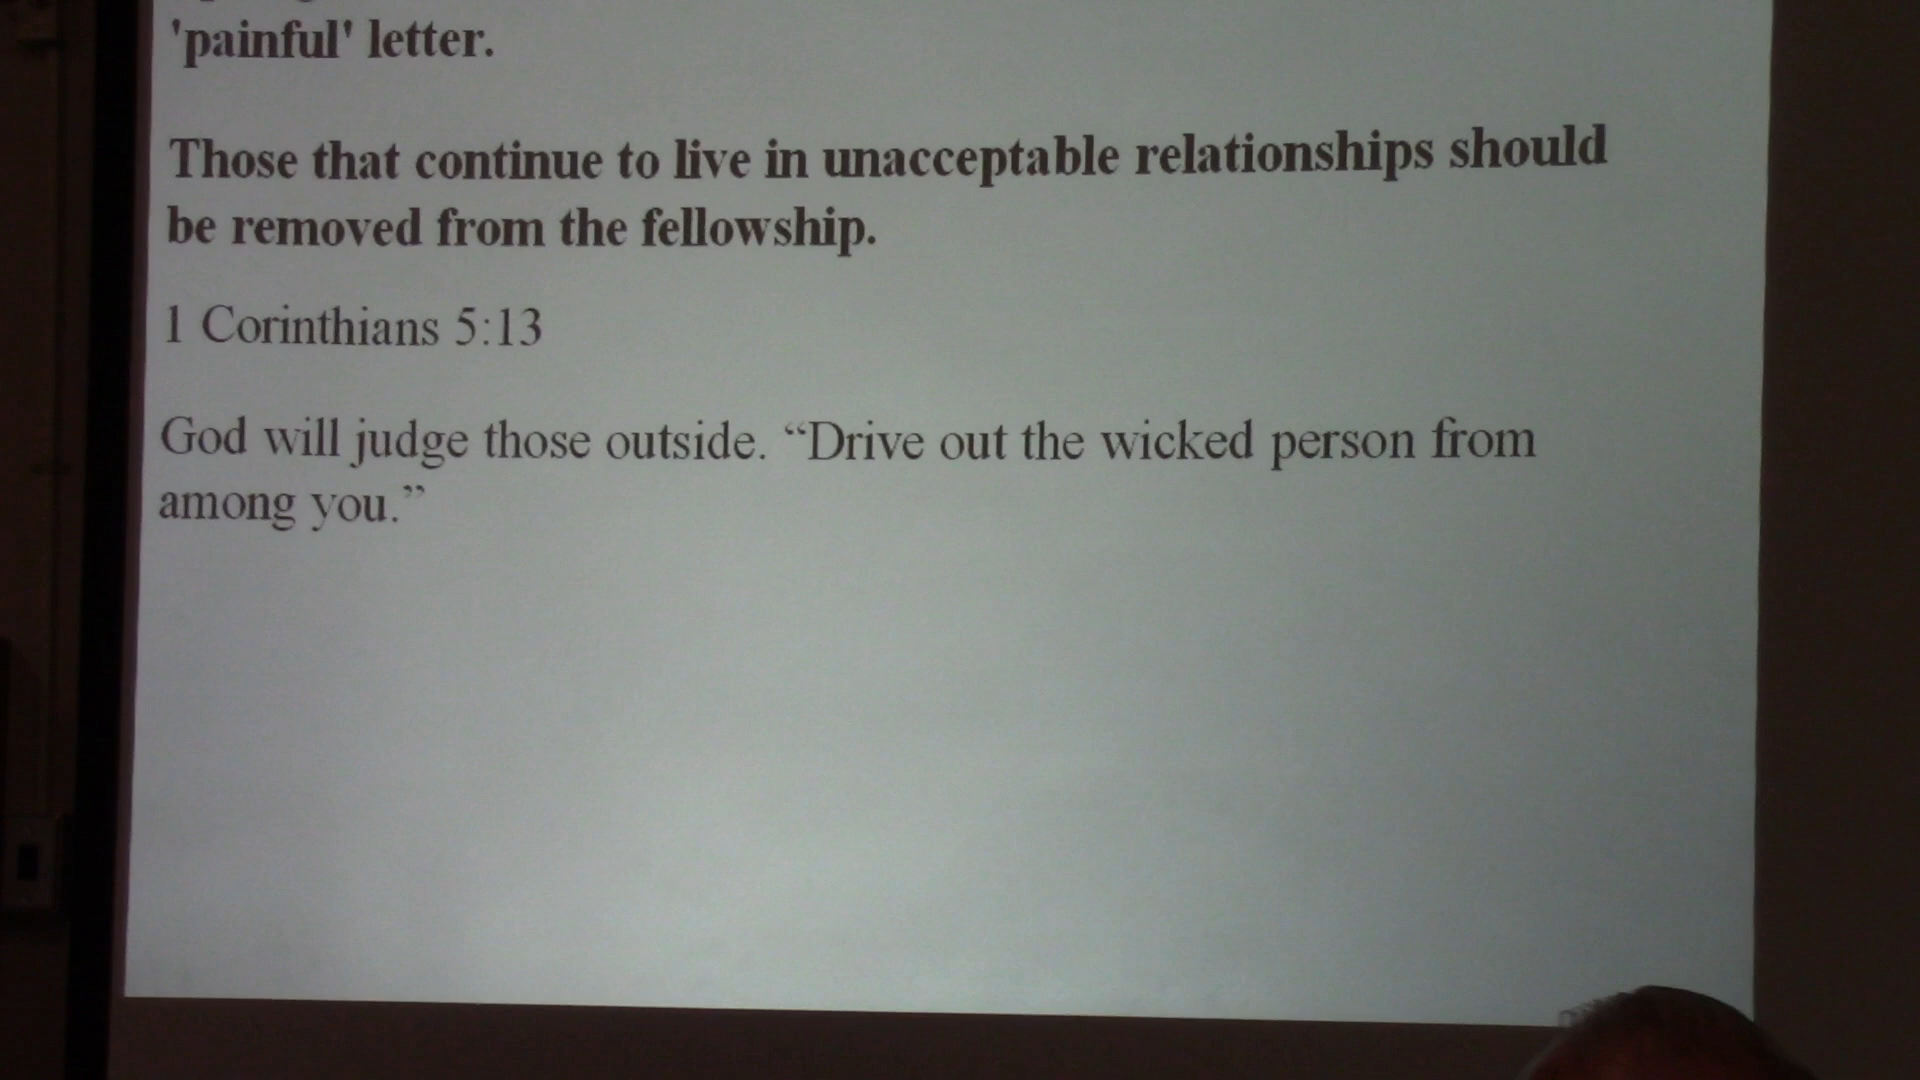 'painful' letter.
Those that continue to live in unacceptable relationships should
be removed from the fellowship.
1 Corinthians 5:13
God will judge those outside. “Drive out the wicked person from
among you.”